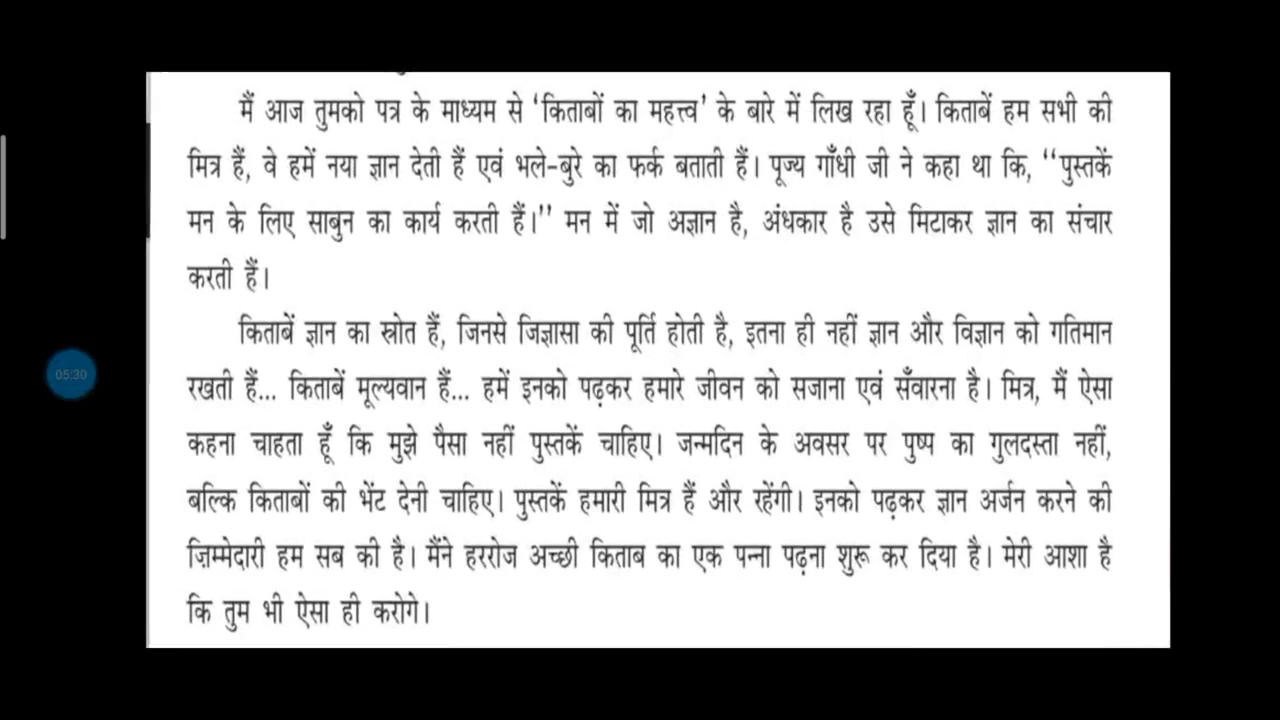 मैं आज तुमको पत्र के माध्यम से ‘किताबों का महत्त्व’ के बारे में लिख रहा हूँ। किताबें हम सभी की
मित्र हैं, वे हमें नया ज्ञान देती हैं एवं भले-बुरे का फर्क बताती हैं। पूज्य गाँधी जी ने कहा था कि, ‘‘पुस्तकें
मन के लिए साबुन का कार्य करती हैं।’’ मन में जो अज्ञान है, अंधकार है उसे मिटाकर ज्ञान का संचार
करती हैं।
किताबें ज्ञान का स्रोत हैं, जिनसे जिज्ञासा की पूर्ति होती है, इतना ही नहीं ज्ञान और विज्ञान को गतिमान
रखती हैं... किताबें मूल्यवान हैं... हमें इनको पढ़कर हमारे जीवन को सजाना एवं सँवारना है। मित्र, मैं ऐसा
कहना चाहता हूँ कि मुझे पैसा नहीं पुस्तकें चाहिए। जन्मदिन के अवसर पर पुष्प का गुलदस्ता नहीं,
05:30
बल्कि किताबों की भेंट देनी चाहिए। पुस्तकें हमारी मित्र हैं और रहेंगी। इनको पढ़कर ज्ञान अर्जन करने की
ज़िम्मेदारी हम सब की है। मैंने हररोज अच्छी किताब का एक पन्ना पढ़ना शुरू कर दिया है। मेरी आशा है
कि तुम भी ऐसा ही करोगे।